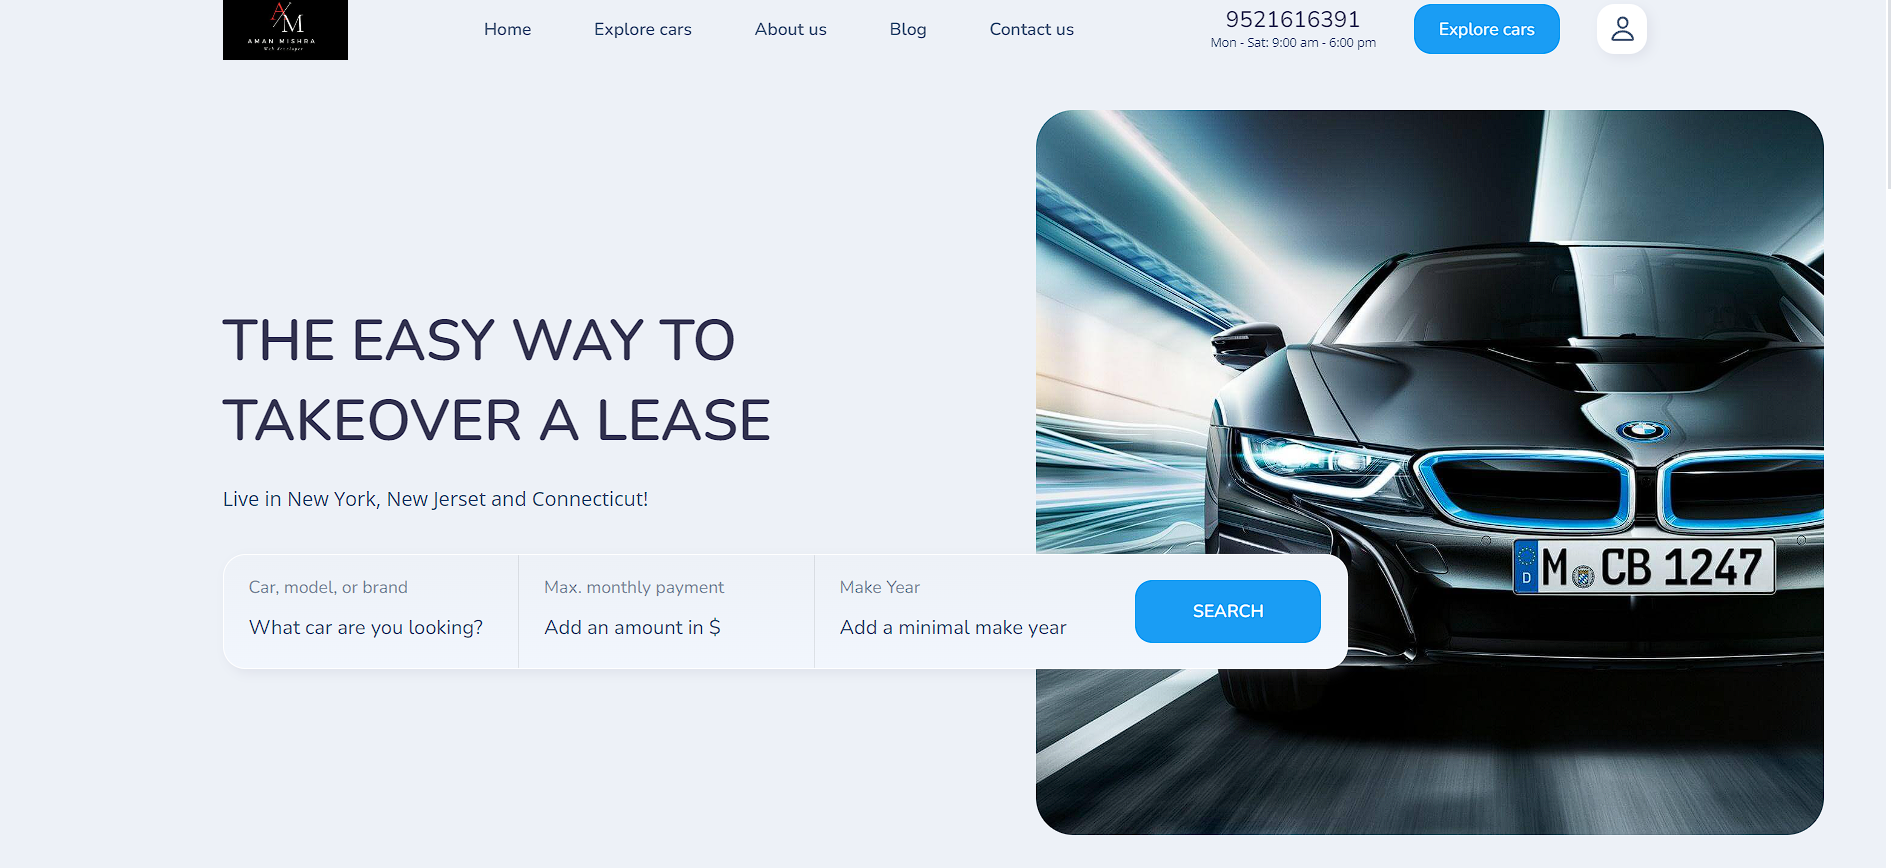 AM
AMAN MISHRA
Web developer
Home
Explore cars
About us
Blog
Contact us
9521616391
Mon - Sat: 9:00 am - 6:00 pm
Explore cars
THE EASY WAY TO
TAKEOVER A LEASE
Live in New York, New Jerset and Connecticut!
Car, model, or brand
What car are you looking?
Max. monthly payment
Add an amount in $
Make Year
Add a minimal make year
SEARCH
BMW
D
M CB 1247